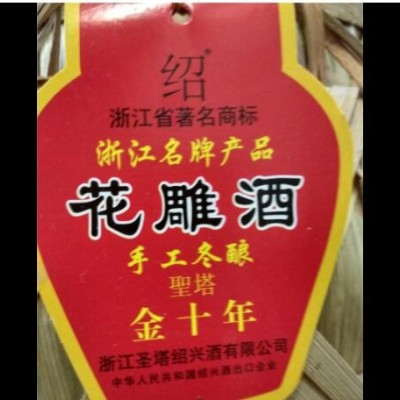 绍®
浙江省著名商标
浙江名牌产品
花雕酒
手工冬酿
聖塔
金十年
浙江圣塔绍兴酒有限公司
中华人民共和国绍兴酒出口企业